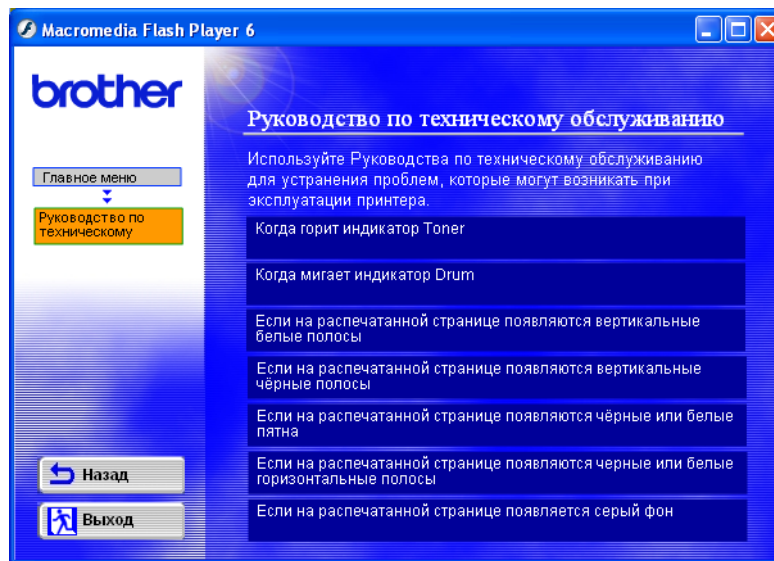 Macromedia Flash Player 6
brother
Руководство по техническому обслуживанию
Используйте Руководства по техническому обслуживанию
для устранения проблем, которые могут возникать при
эксплуатации принтера.
Главное меню
Руководство по
техническому
Когда горит индикатор Toner
Когда мигает индикатор Drum
Если на распечатанной странице появляются вертикальные
белые полосы
Если на распечатанной странице появляются вертикальные
чёрные полосы
Если на распечатанной странице появляются чёрные или белые
пятна
Если на распечатанной странице появляются черные или белые
горизонтальные полосы
Если на распечатанной странице появляется серый фон
Назад
Выход